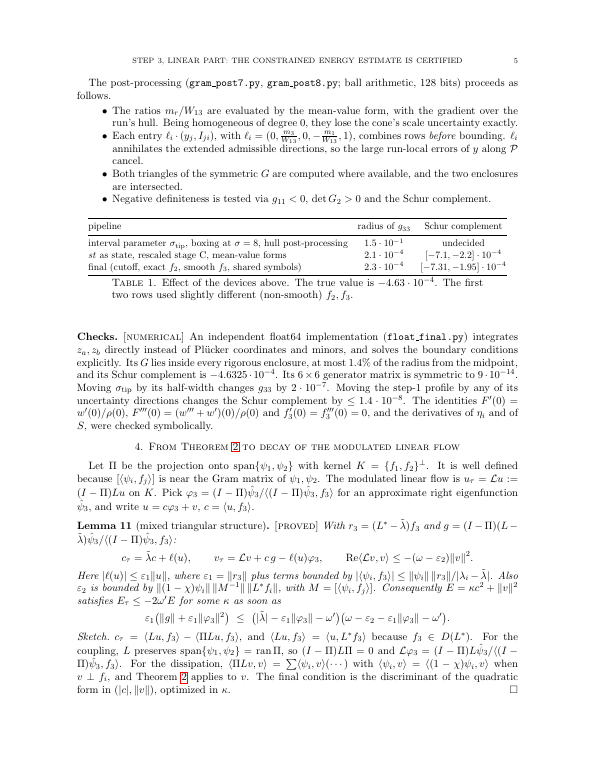 STEP 3, LINEAR PART: THE CONSTRAINED ENERGY ESTIMATE IS CERTIFIED 5
The post-processing (gram_post7.py, gram_post8.py; ball arithmetic, 128 bits) proceeds as
follows.
• The ratios m_r/W_{13} are evaluated by the mean-value form, with the gradient over the
run's hull. Being homogeneous of degree 0, they lose the cone's scale uncertainty exactly.
• Each entry ℓ_i · (y_j, I_{ji}), with ℓ_i = (0, m_3/W_{13}, 0, −m_1/W_{13}, 1), combines rows before bounding. ℓ_i
annihilates the extended admissible directions, so the large run-local errors of y along 𝒫
cancel.
• Both triangles of the symmetric G are computed where available, and the two enclosures
are intersected.
• Negative definiteness is tested via g_{11} < 0, det G_2 > 0 and the Schur complement.
pipeline radius of g_{33} Schur complement
interval parameter σ_{tip}, boxing at σ = 8, hull post-processing 1.5 · 10^{−1} undecided
st as state, rescaled stage C, mean-value forms 2.1 · 10^{−4} [−7.1, −2.2] · 10^{−4}
final (cutoff, exact f_2, smooth f_3, shared symbols) 2.3 · 10^{−4} [−7.31, −1.95] · 10^{−4}
TABLE 1. Effect of the devices above. The true value is −4.63 · 10^{−4}. The first
two rows used slightly different (non-smooth) f_2, f_3.
Checks. [NUMERICAL] An independent float64 implementation (float_final.py) integrates
z_a, z_b directly instead of Plücker coordinates and minors, and solves the boundary conditions
explicitly. Its G lies inside every rigorous enclosure, at most 1.4% of the radius from the midpoint,
and its Schur complement is −4.6325 · 10^{−4}. Its 6 × 6 generator matrix is symmetric to 9 · 10^{−14}.
Moving σ_{tip} by its half-width changes g_{33} by 2 · 10^{−7}. Moving the step-1 profile by any of its
uncertainty directions changes the Schur complement by ≤ 1.4 · 10^{−8}. The identities F′(0) =
w′(0)/ρ(0), F‴(0) = (w‴ + w′)(0)/ρ(0) and f′_3(0) = f‴_3(0) = 0, and the derivatives of η_i and of
S, were checked symbolically.
4. FROM THEOREM 2 TO DECAY OF THE MODULATED LINEAR FLOW
Let Π be the projection onto span{ψ_1, ψ_2} with kernel K = {f_1, f_2}^⊥. It is well defined
because [⟨ψ_i, f_j⟩] is near the Gram matrix of ψ_1, ψ_2. The modulated linear flow is u_τ = ℒu :=
(I − Π)Lu on K. Pick φ_3 = (I − Π)ψ̂_3/⟨(I − Π)ψ̂_3, f_3⟩ for an approximate right eigenfunction
ψ̂_3, and write u = cφ_3 + v, c = ⟨u, f_3⟩.
Lemma 11 (mixed triangular structure). [PROVED] With r_3 = (L* − λ̄)f_3 and g = (I − Π)(L −
λ̄)ψ̂_3/⟨(I − Π)ψ̂_3, f_3⟩:
c_τ = λ̄c + ℓ(u), v_τ = ℒv + c g − ℓ(u)φ_3, Re⟨ℒv, v⟩ ≤ −(ω − ε_2)‖v‖².
Here |ℓ(u)| ≤ ε_1‖u‖, where ε_1 = ‖r_3‖ plus terms bounded by |⟨ψ_i, f_3⟩| ≤ ‖ψ_i‖ ‖r_3‖/|λ_i − λ̄|. Also
ε_2 is bounded by ‖(1 − χ)ψ_i‖ ‖M^{−1}‖ ‖L*f_i‖, with M = [⟨ψ_i, f_j⟩]. Consequently E = κc² + ‖v‖²
satisfies E_τ ≤ −2ω′E for some κ as soon as
ε_1(‖g‖ + ε_1‖φ_3‖²) ≤ (|λ̄| − ε_1‖φ_3‖ − ω′)(ω − ε_2 − ε_1‖φ_3‖ − ω′).
Sketch. c_τ = ⟨Lu, f_3⟩ − ⟨ΠLu, f_3⟩, and ⟨Lu, f_3⟩ = ⟨u, L*f_3⟩ because f_3 ∈ D(L*). For the
coupling, L preserves span{ψ_1, ψ_2} = ran Π, so (I − Π)LΠ = 0 and ℒφ_3 = (I − Π)Lψ̂_3/⟨(I −
Π)ψ̂_3, f_3⟩. For the dissipation, ⟨ΠLv, v⟩ = ∑⟨ψ_i, v⟩(· · ·) with ⟨ψ_i, v⟩ = ⟨(1 − χ)ψ_i, v⟩ when
v ⊥ f_i, and Theorem 2 applies to v. The final condition is the discriminant of the quadratic
form in (|c|, ‖v‖), optimized in κ. □